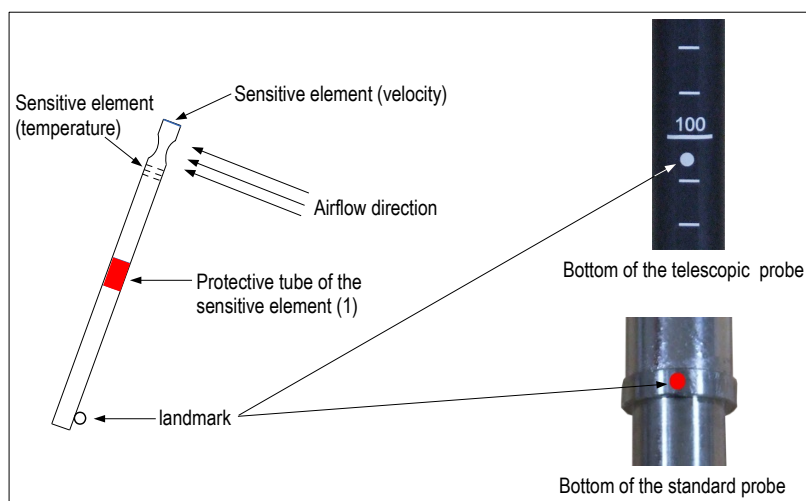 Sensitive element
(temperature)
Sensitive element (velocity)
Airflow direction
Protective tube of the
sensitive element (1)
landmark
100
Bottom of the telescopic probe
Bottom of the standard probe